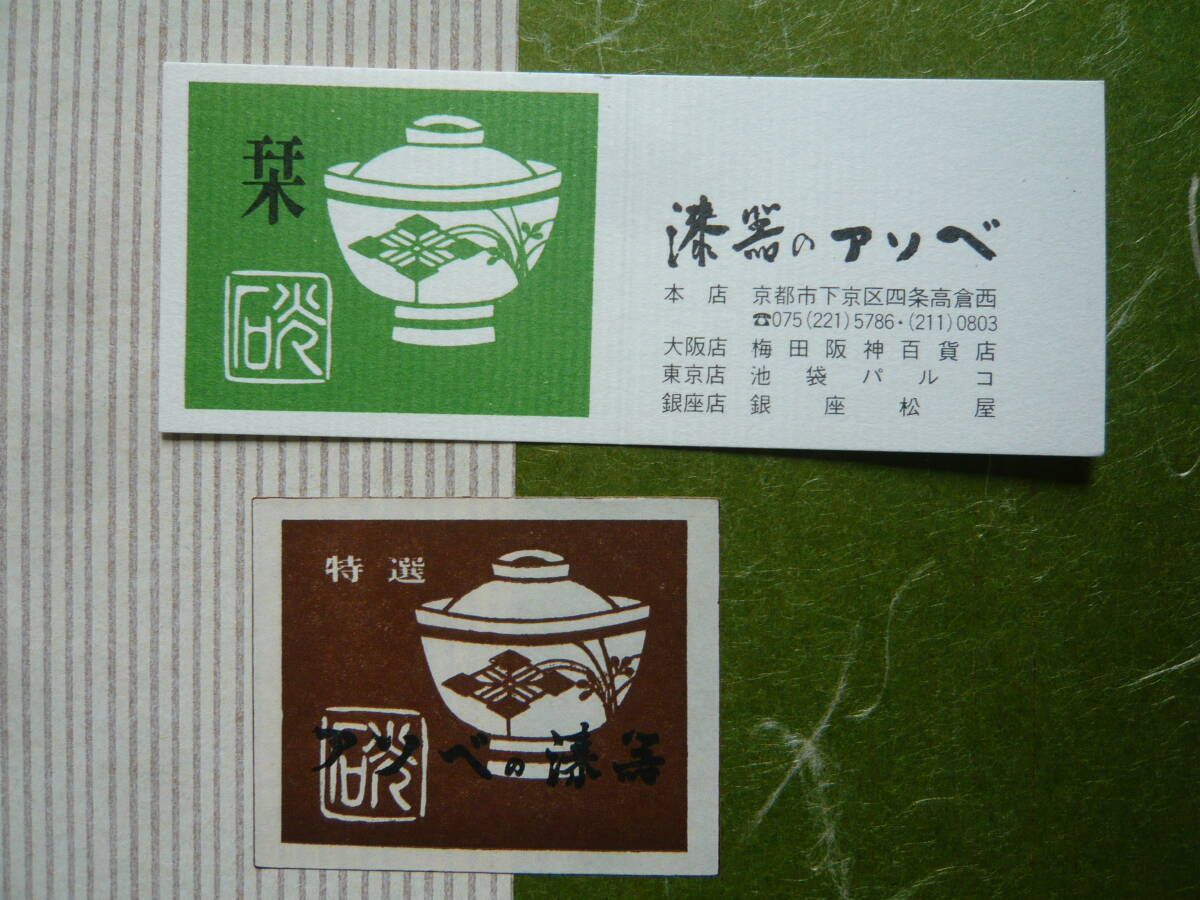 栞
漆器のアソベ
本店 京都市下京区四条高倉西
☎075(221)5786・(211)0803
大阪店 梅田阪神百貨店
東京店 池袋パルコ
銀座店 銀座松屋
特選
アソベの漆器